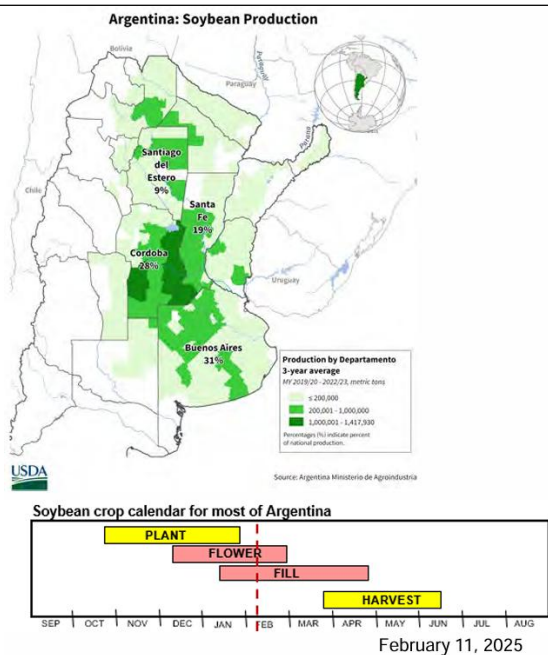 Argentina: Soybean Production
Bolivia
Paraguay
Paraguay
Parana
Chile
Santiago
del
Estero
9%
Santa
Fe
19%
Cordoba
28%
Uruguay
Buenos Aires
31%
Production by Departamento
3-year average
MY 2019/20 - 2022/23, metric tons
≤ 200,000
200,001 - 1,000,000
1,000,001 - 1,417,930
Percentages (%) indicate percent
of national production.
USDA
Source: Argentina Ministerio de Agroindustria
Soybean crop calendar for most of Argentina
PLANT
FLOWER
FILL
HARVEST
SEP OCT NOV DEC JAN FEB MAR APR MAY JUN JUL AUG
February 11, 2025